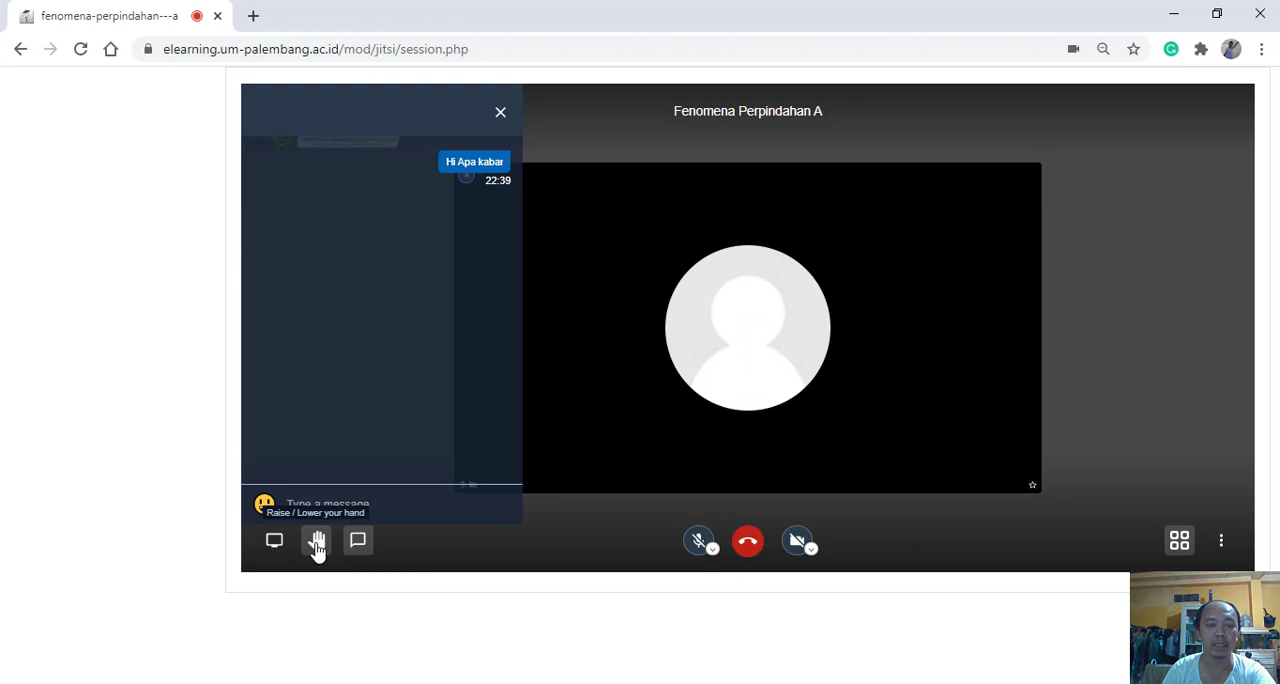 fenomena-perpindahan---a
elearning.um-palembang.ac.id/mod/jitsi/session.php
Fenomena Perpindahan A
Hi Apa kabar
22:39
Type a message
Raise / Lower your hand